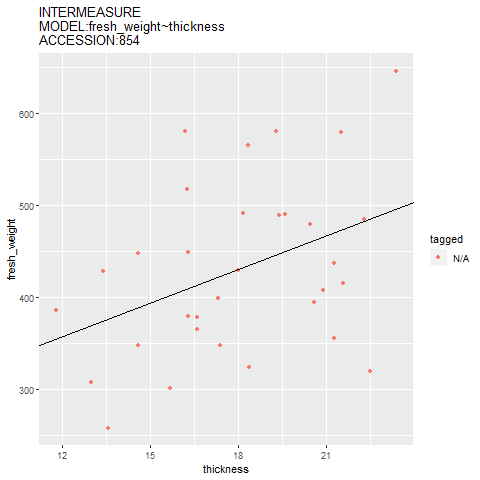 INTERMEASURE
MODEL:fresh_weight~thickness
ACCESSION:854
600
500
400
300
fresh_weight
12
15
18
21
thickness
tagged
N/A